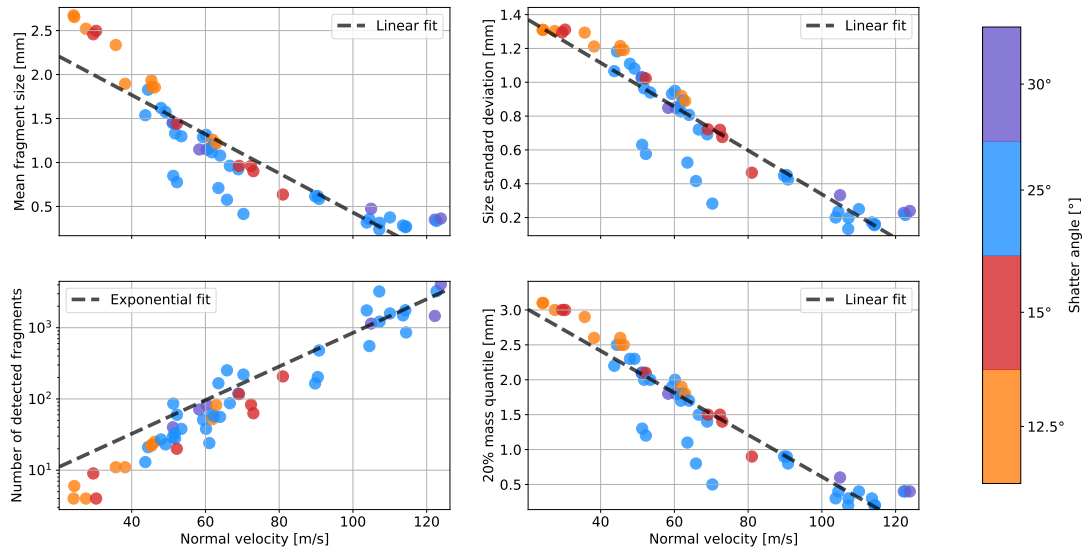 Linear fit
Mean fragment size [mm]
2.5
2.0
1.5
1.0
0.5
Linear fit
Size standard deviation [mm]
1.4
1.2
1.0
0.8
0.6
0.4
0.2
Exponential fit
Number of detected fragments
10³
10²
10¹
40 60 80 100 120
Normal velocity [m/s]
Linear fit
20% mass quantile [mm]
3.0
2.5
2.0
1.5
1.0
0.5
40 60 80 100 120
Normal velocity [m/s]
30°
25°
15°
12.5°
Shatter angle [°]